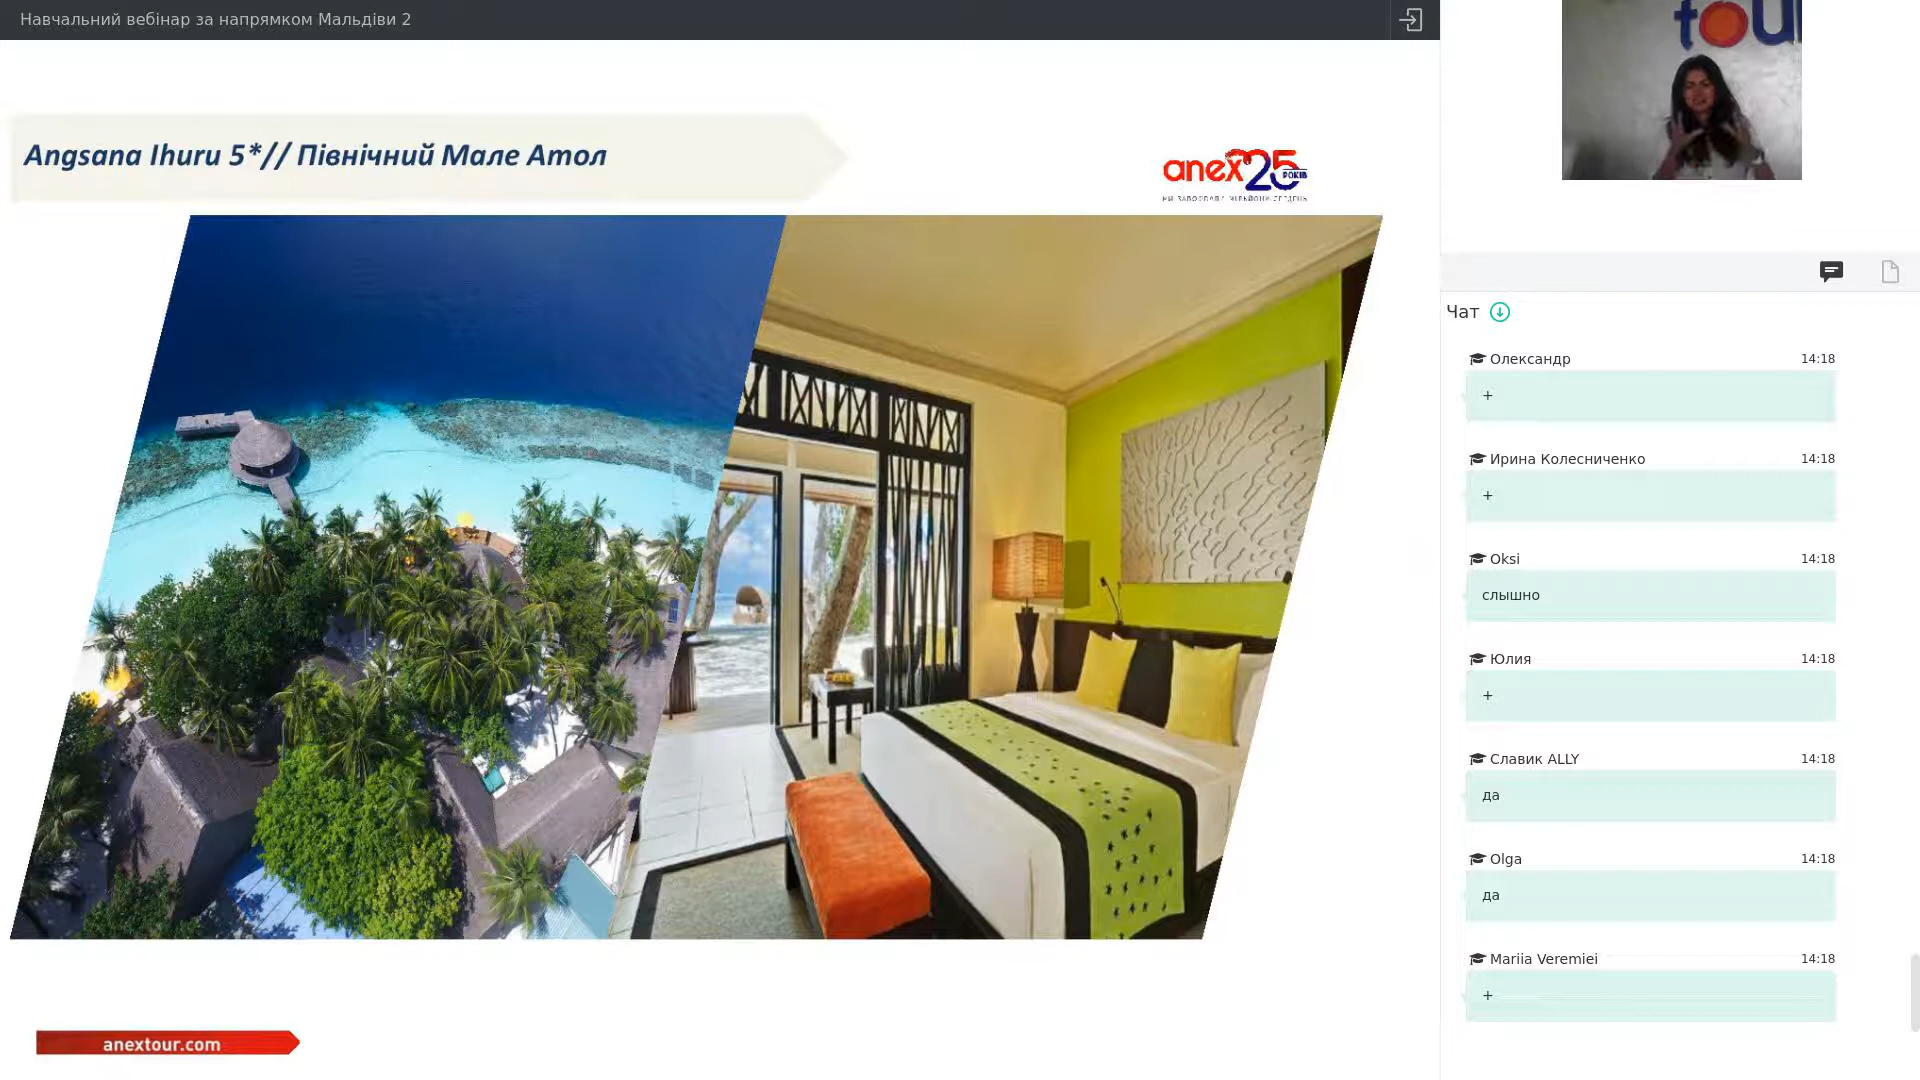 Навчальний вебінар за напрямком Мальдіви 2
tour
Angsana Ihuru 5*// Північний Мале Атол
anex 25 РОКІВ
Чат
Олександр 14:18
+
Ирина Колесниченко 14:18
+
Oksi 14:18
слышно
Юлия 14:18
+
Славик ALLY 14:18
да
Olga 14:18
да
Mariia Veremiei 14:18
+
anextour.com